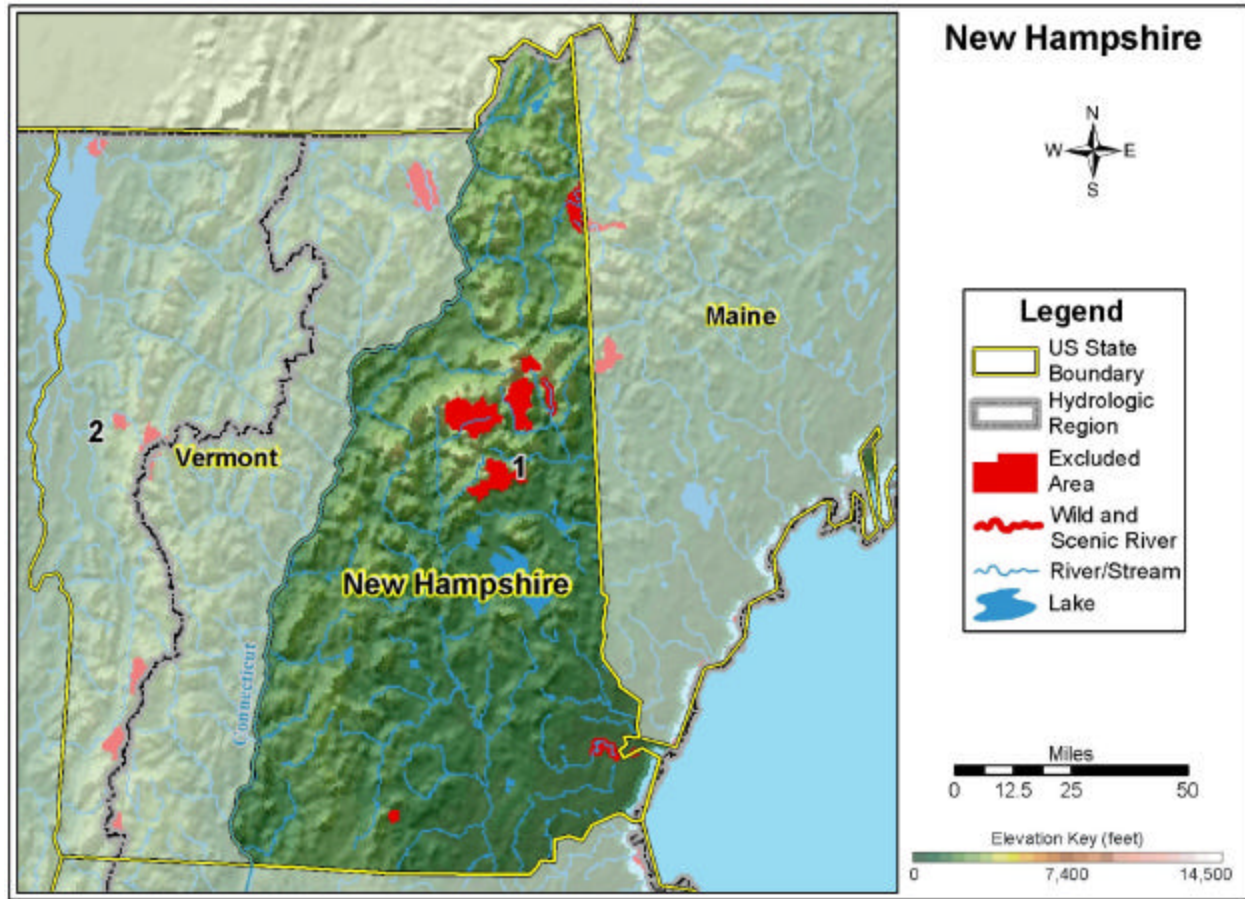 New Hampshire
N
W E
S
Maine
2
Vermont
1
New Hampshire
Connecticut
Legend
US State
Boundary
Hydrologic
Region
Excluded
Area
Wild and
Scenic River
River/Stream
Lake
Miles
0 12.5 25 50
Elevation Key (feet)
0 7,400 14,500